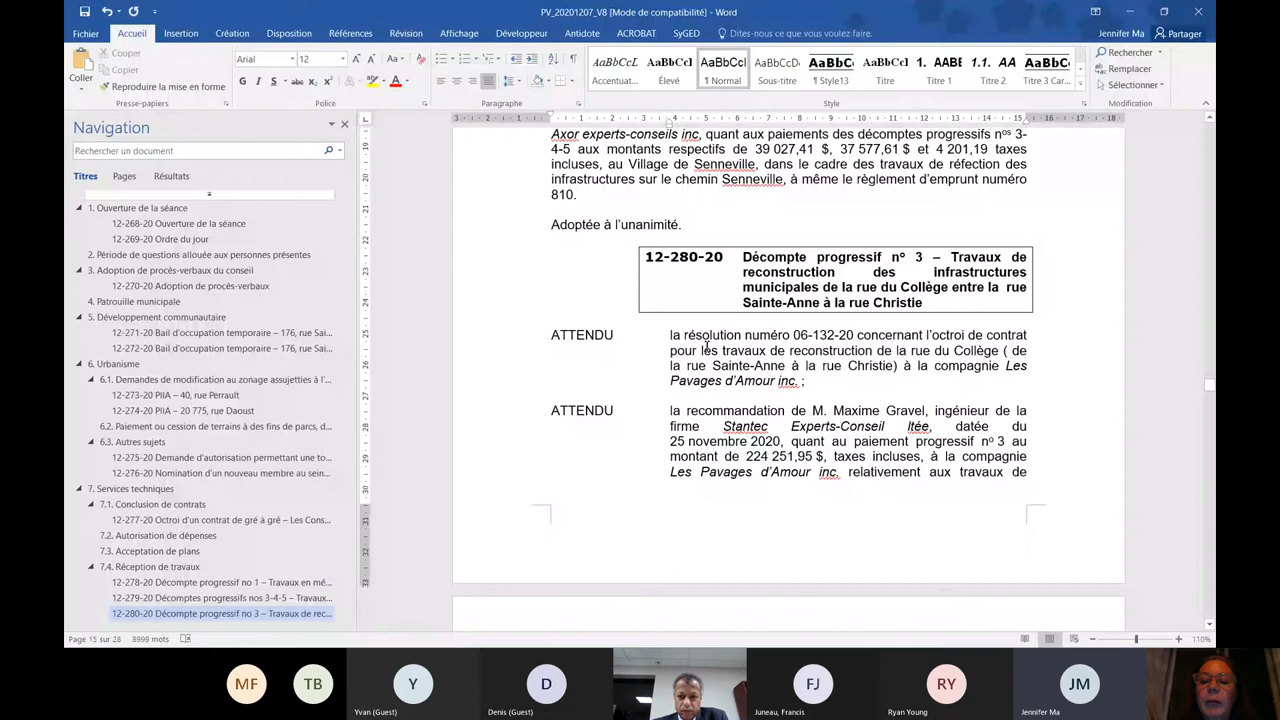 PV_20201207_V8 [Mode de compatibilité] - Word
Fichier Accueil Insertion Création Disposition Références Révision Affichage Développeur Antidote ACROBAT SyGED Dites-nous ce que vous voulez faire... Jennifer Ma Partager
Coller
Couper
Copier
Reproduire la mise en forme
Presse-papiers
Arial 12
Police
Paragraphe
AaBbCcL AaBbCcI AaBbCcI AaBbCcD AaBbCc AaBbCcI 1. AABE 1.1. AAB AaBbCc
Accentuat... Élevé ¶ Normal Sous-titre ¶ Style13 Titre Titre 1 Titre 2 Titre 3 Car...
Style
Rechercher
Remplacer
Sélectionner
Modification
Navigation
Rechercher un document
Titres Pages Résultats
1. Ouverture de la séance
12-268-20 Ouverture de la séance
12-269-20 Ordre du jour
2. Période de questions allouée aux personnes présentes
3. Adoption de procès-verbaux du conseil
12-270-20 Adoption de procès-verbaux
4. Patrouille municipale
5. Développement communautaire
12-271-20 Bail d'occupation temporaire – 176, rue Sai...
12-272-20 Bail d'occupation temporaire – 176, rue Sai...
6. Urbanisme
6.1. Demandes de modification au zonage assujetties à l'...
12-273-20 PIIA – 40, rue Perrault
12-274-20 PIIA – 20 775, rue Daoust
6.2. Paiement ou cession de terrains à des fins de parcs, d...
6.3. Autres sujets
12-275-20 Demande d'autorisation permettant une to...
12-276-20 Nomination d'un nouveau membre au sein...
7. Services techniques
7.1. Conclusion de contrats
12-277-20 Octroi d'un contrat de gré à gré – Les Cons...
7.2. Autorisation de dépenses
7.3. Acceptation de plans
7.4. Réception de travaux
12-278-20 Décompte progressif no 1 – Travaux en mé...
12-279-20 Décomptes progressifs nos 3-4-5 – Travaux...
12-280-20 Décompte progressif no 3 – Travaux de rec...
Axor experts-conseils inc, quant aux paiements des décomptes progressifs nos 3-
4-5 aux montants respectifs de 39 027,41 $, 37 577,61 $ et 4 201,19 taxes
incluses, au Village de Senneville, dans le cadre des travaux de réfection des
infrastructures sur le chemin Senneville, à même le règlement d'emprunt numéro
810.
Adoptée à l'unanimité.
12-280-20 Décompte progressif nº 3 – Travaux de
reconstruction des infrastructures
municipales de la rue du Collège entre la rue
Sainte-Anne à la rue Christie
ATTENDU la résolution numéro 06-132-20 concernant l'octroi de contrat
pour les travaux de reconstruction de la rue du Collège ( de
la rue Sainte-Anne à la rue Christie) à la compagnie Les
Pavages d'Amour inc. ;
ATTENDU la recommandation de M. Maxime Gravel, ingénieur de la
firme Stantec Experts-Conseil ltée, datée du
25 novembre 2020, quant au paiement progressif nº 3 au
montant de 224 251,95 $, taxes incluses, à la compagnie
Les Pavages d'Amour inc. relativement aux travaux de
Page 15 sur 28 8999 mots 110%
MF TB Y D FJ RY JM
Yvan (Guest) Denis (Guest) Juneau, Francis Ryan Young Jennifer Ma